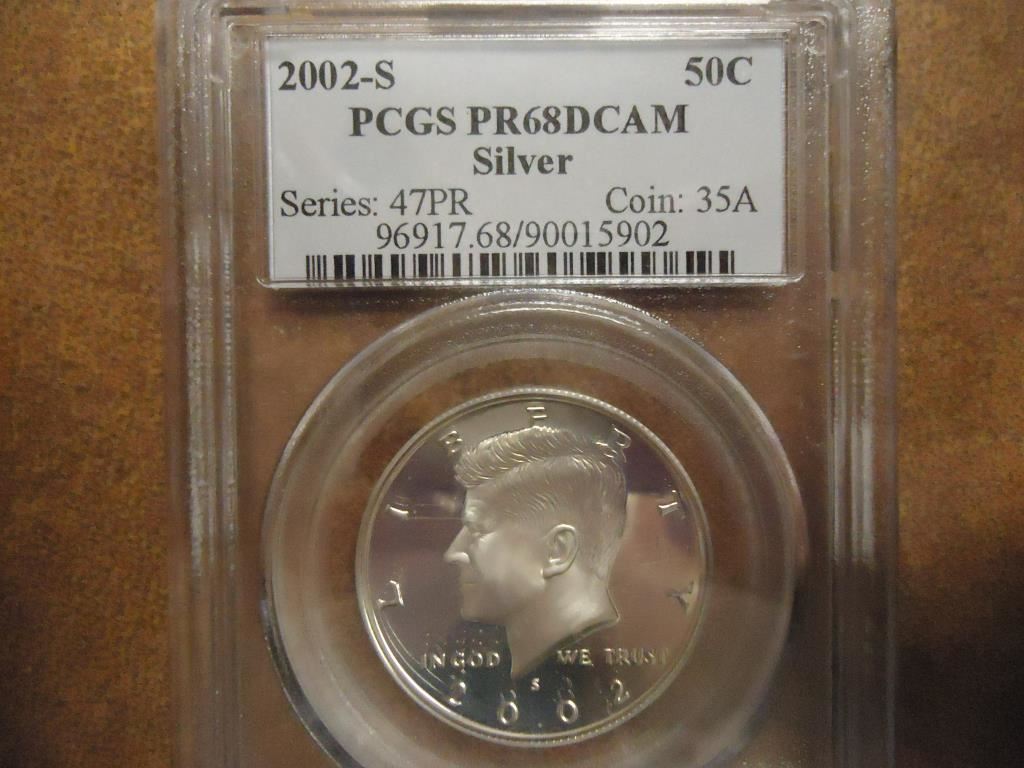 2002-S 50C
PCGS PR68DCAM
Silver
Series: 47PR Coin: 35A
96917.68/90015902
LIBERTY
IN GOD WE TRUST
S
2002